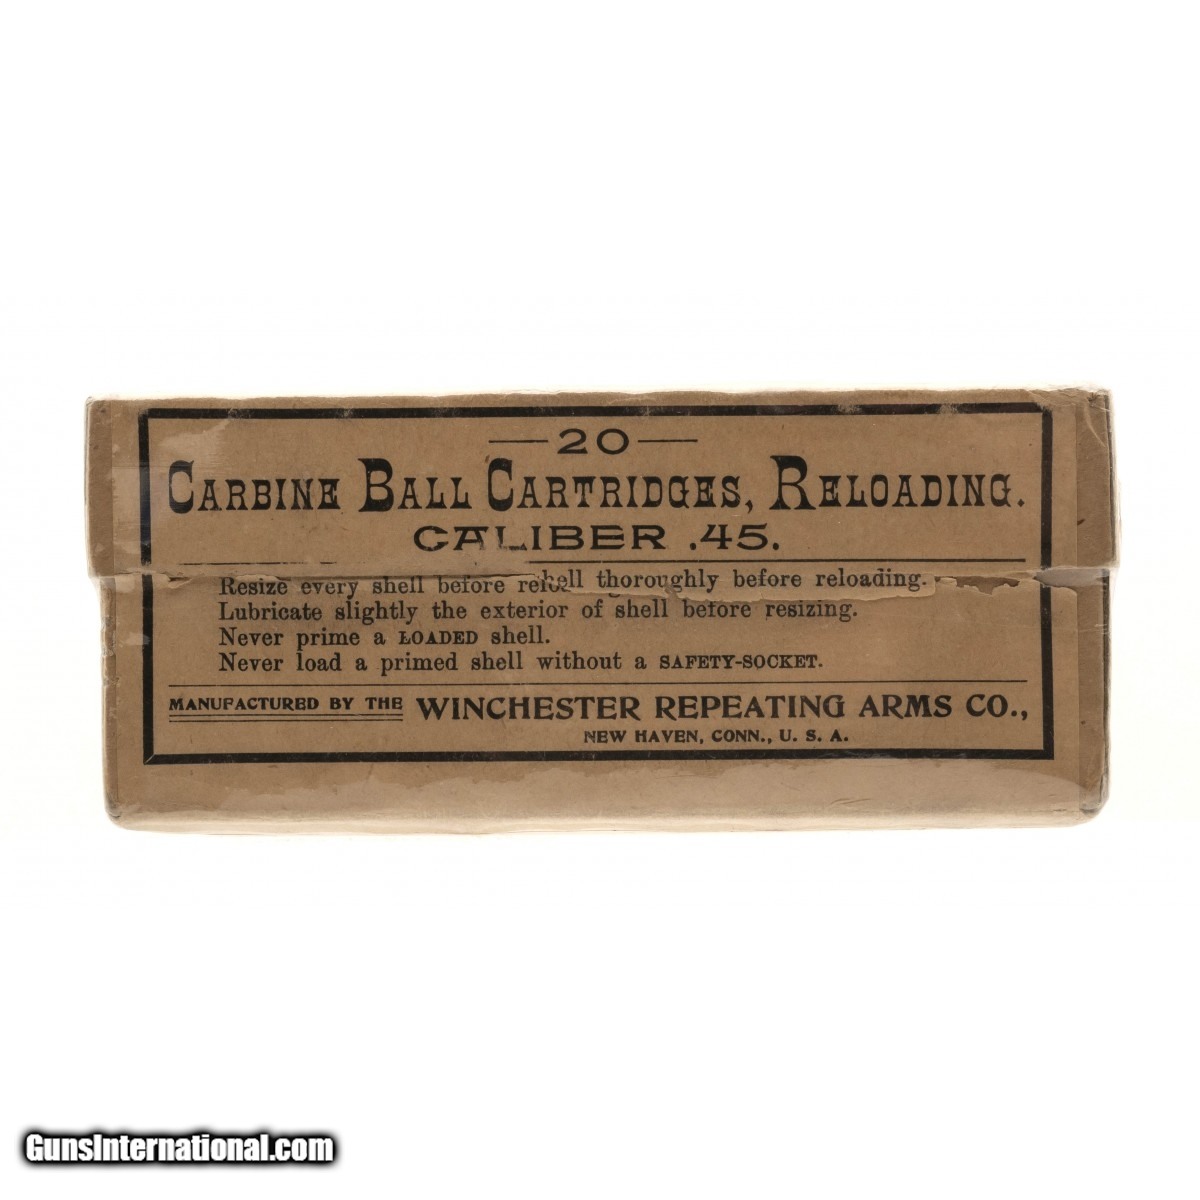 —20—
CARBINE BALL CARTRIDGES, RELOADING.
CALIBER .45.
Resize every shell before thoroughly before reloading.
Lubricate slightly the exterior of shell before resizing.
Never prime a LOADED shell.
Never load a primed shell without a SAFETY-SOCKET.
MANUFACTURED BY THE WINCHESTER REPEATING ARMS CO.,
NEW HAVEN, CONN., U. S. A.
GunsInternational.com